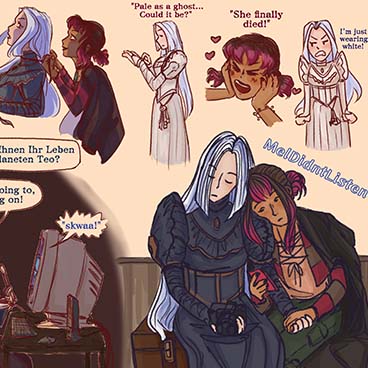 "Pale as a ghost...
Could it be?"
"She finally
died!"
I'm just
wearing
white!
Ihnen Ihr Leben
laneten Teo?
oing to,
g on!
"skwaa!"
MelDidntListen